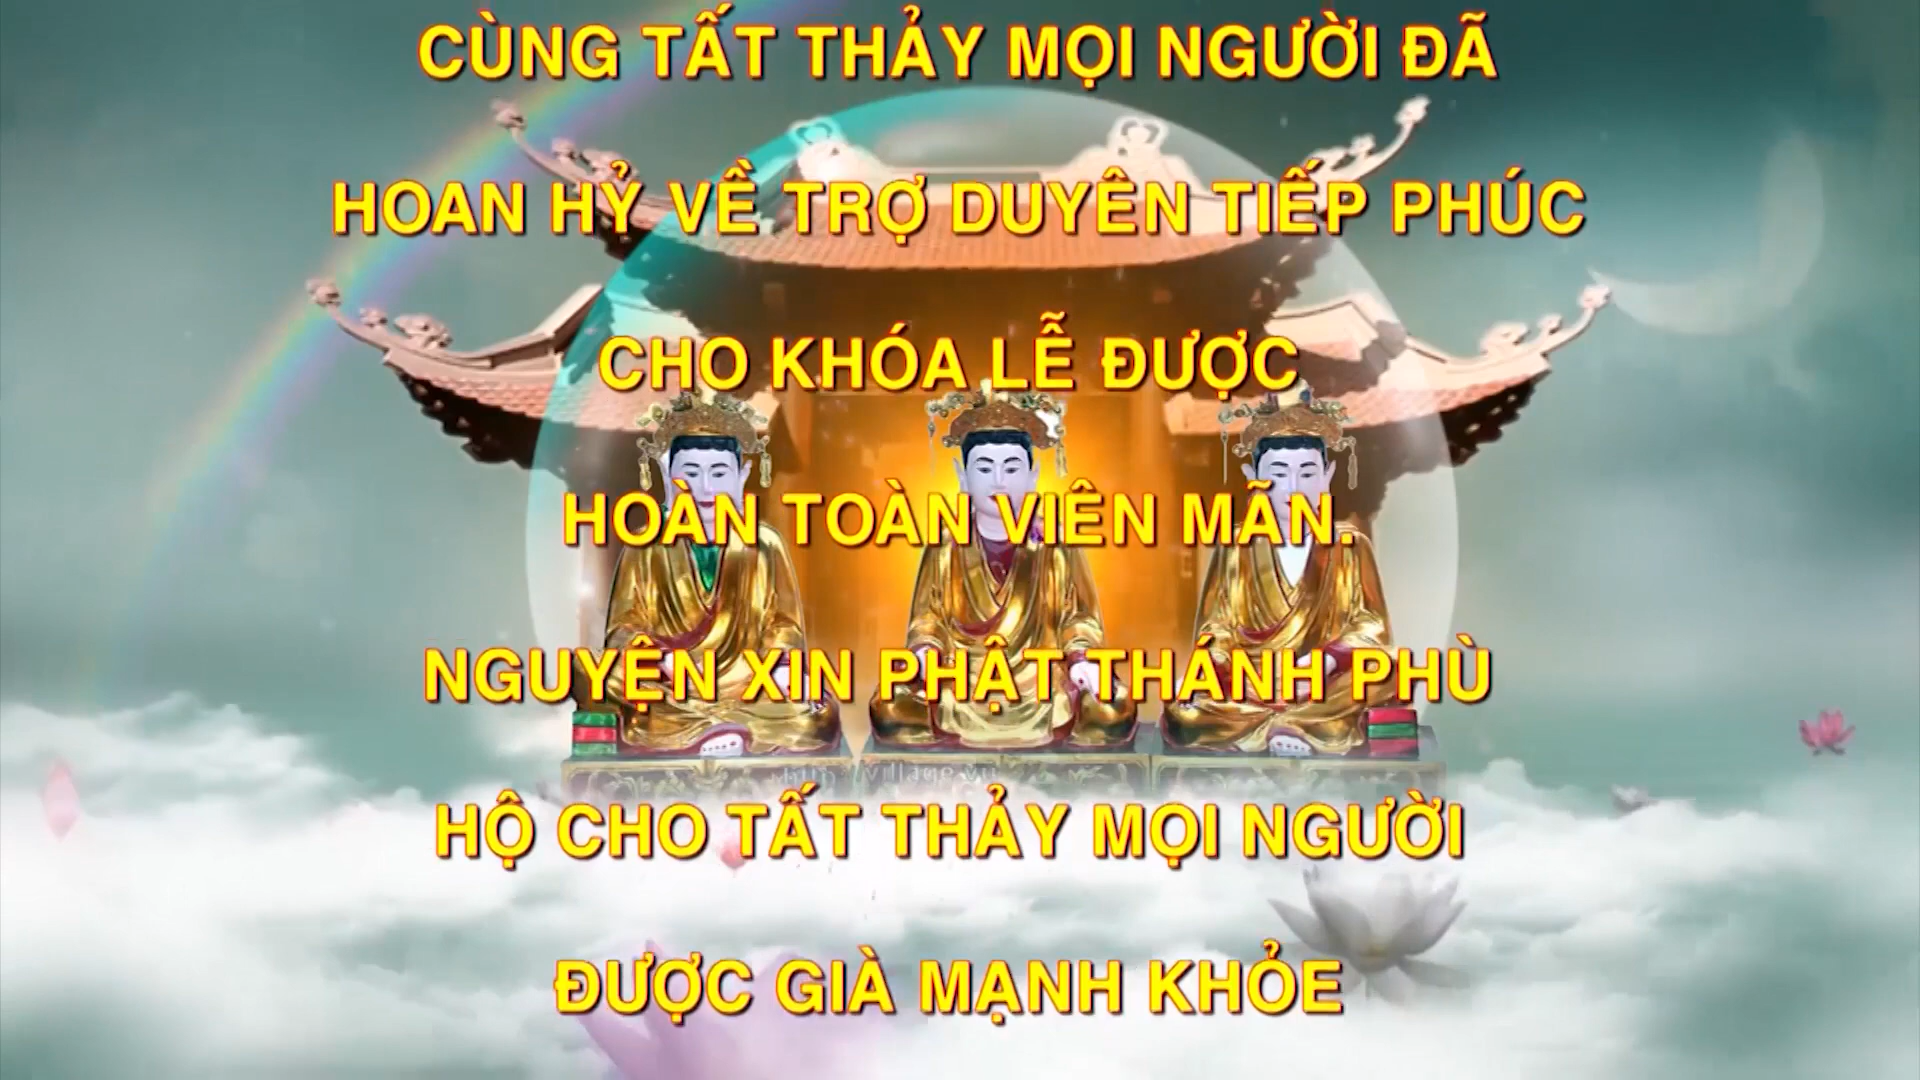 CÙNG TẤT THẢY MỌI NGƯỜI ĐÃ
HOAN HỶ VỀ TRỢ DUYÊN TIẾP PHÚC
CHO KHÓA LỄ ĐƯỢC
HOÀN TOÀN VIÊN MÃN.
NGUYỆN XIN PHẬT THÁNH PHÙ
HỘ CHO TẤT THẢY MỌI NGƯỜI
ĐƯỢC GIÀ MẠNH KHỎE